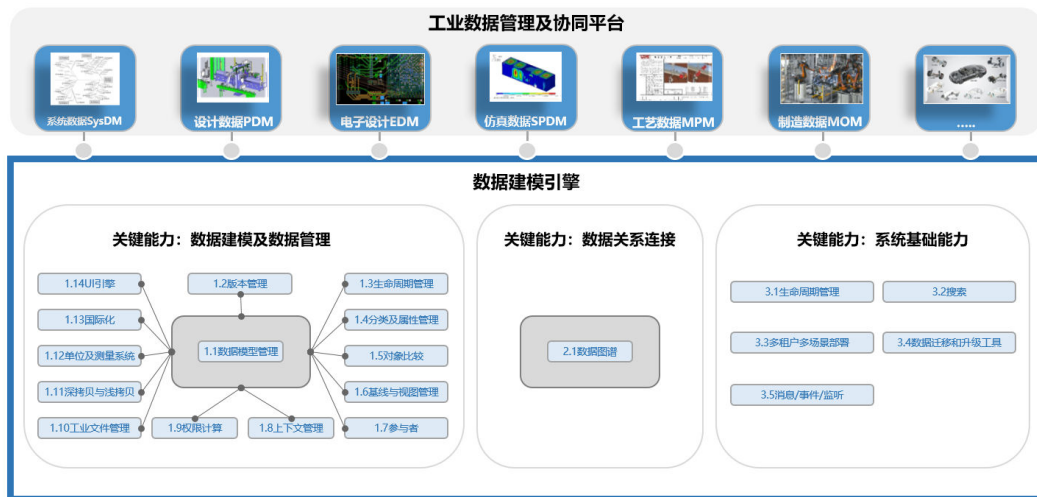 工业数据管理及协同平台
系统数据SysDM
设计数据PDM
电子设计EDM
仿真数据SPDM
工艺数据MPM
制造数据MOM
.....
数据建模引擎
关键能力：数据建模及数据管理
1.14UI引擎
1.2版本管理
1.3生命周期管理
1.13国际化
1.4分类及属性管理
1.1数据模型管理
1.12单位及测量系统
1.5对象比较
1.11深拷贝与浅拷贝
1.6基线与视图管理
1.10工业文件管理
1.9权限计算
1.8上下文管理
1.7参与者
关键能力：数据关系连接
2.1数据图谱
关键能力：系统基础能力
3.1生命周期管理
3.2搜索
3.3多租户多场景部署
3.4数据迁移和升级工具
3.5消息/事件/监听